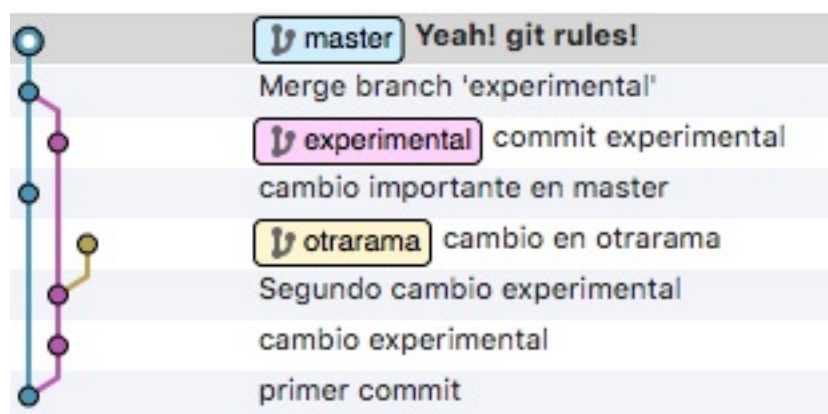 master Yeah! git rules!
Merge branch 'experimental'
experimental commit experimental
cambio importante en master
otrarama cambio en otrarama
Segundo cambio experimental
cambio experimental
primer commit